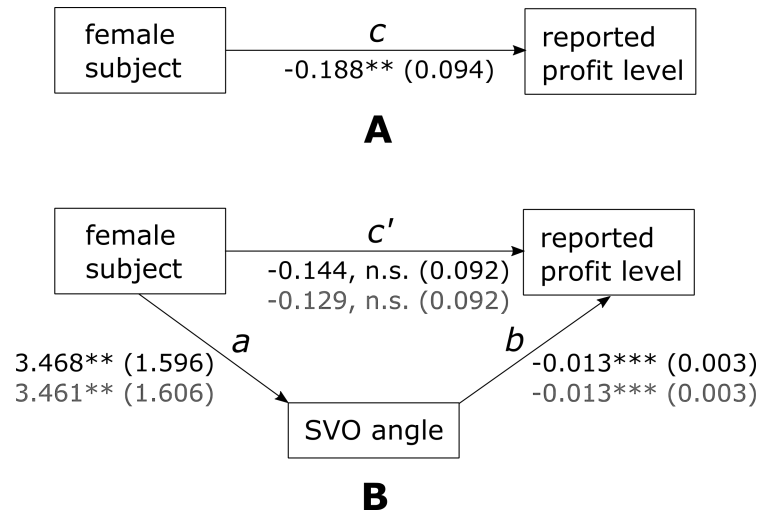 female
subject
c
-0.188** (0.094)
reported
profit level
A
female
subject
c'
-0.144, n.s. (0.092)
-0.129, n.s. (0.092)
reported
profit level
a
3.468** (1.596)
3.461** (1.606)
b
-0.013*** (0.003)
-0.013*** (0.003)
SVO angle
B